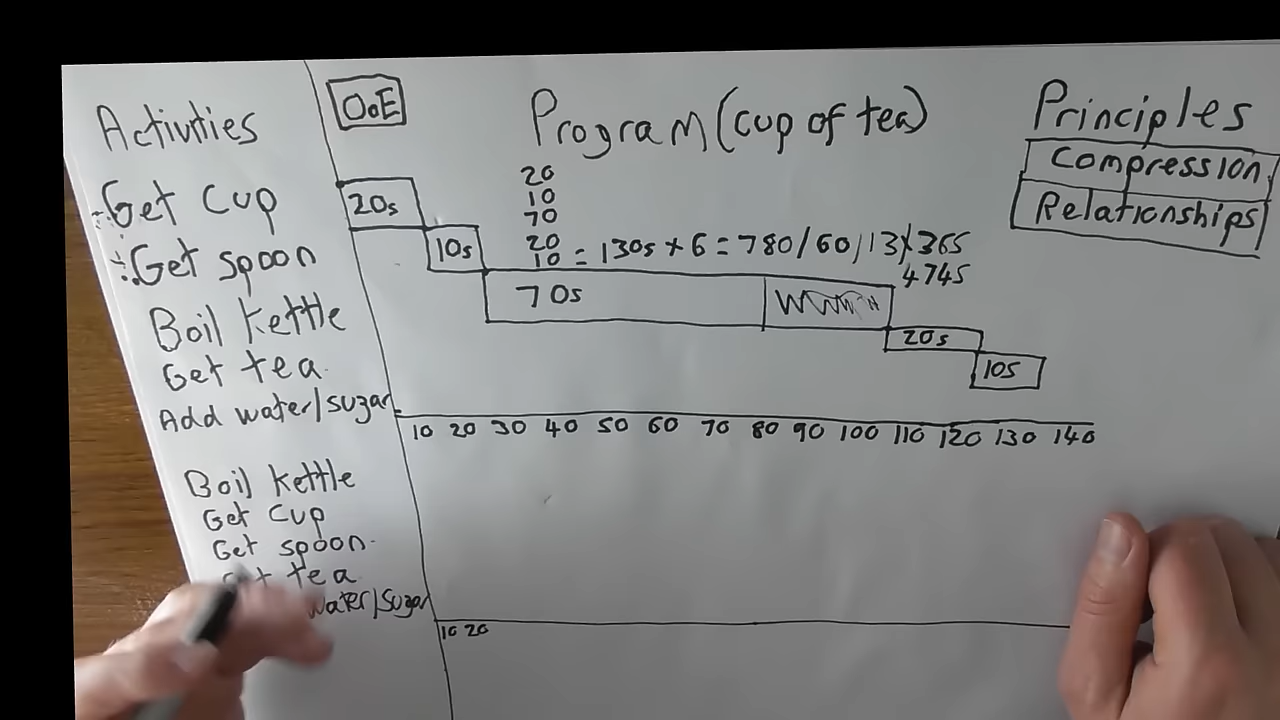 Activties
OoE
Program (cup of tea)
Principles
Compression
Relationships
Get Cup
Get spoon
Boil Kettle
Get tea
Add water/sugar
20s
10s
70s
20s
10s
20
10
70
20
10 = 130s × 6 = 780/60/13 × 365
4745
10 20 30 40 50 60 70 80 90 100 110 120 130 140
Boil Kettle
Get Cup
Get spoon
tea
water/sugar
10 20